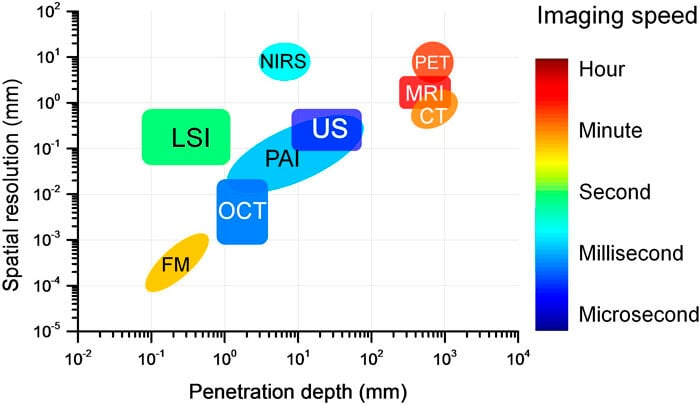 Imaging speed
10²
10¹
10⁰
10⁻¹
10⁻²
10⁻³
10⁻⁴
10⁻⁵
Spatial resolution (mm)
NIRS
PET
MRI
CT
LSI
US
PAI
OCT
FM
Hour
Minute
Second
Millisecond
Microsecond
10⁻² 10⁻¹ 10⁰ 10¹ 10² 10³ 10⁴
Penetration depth (mm)